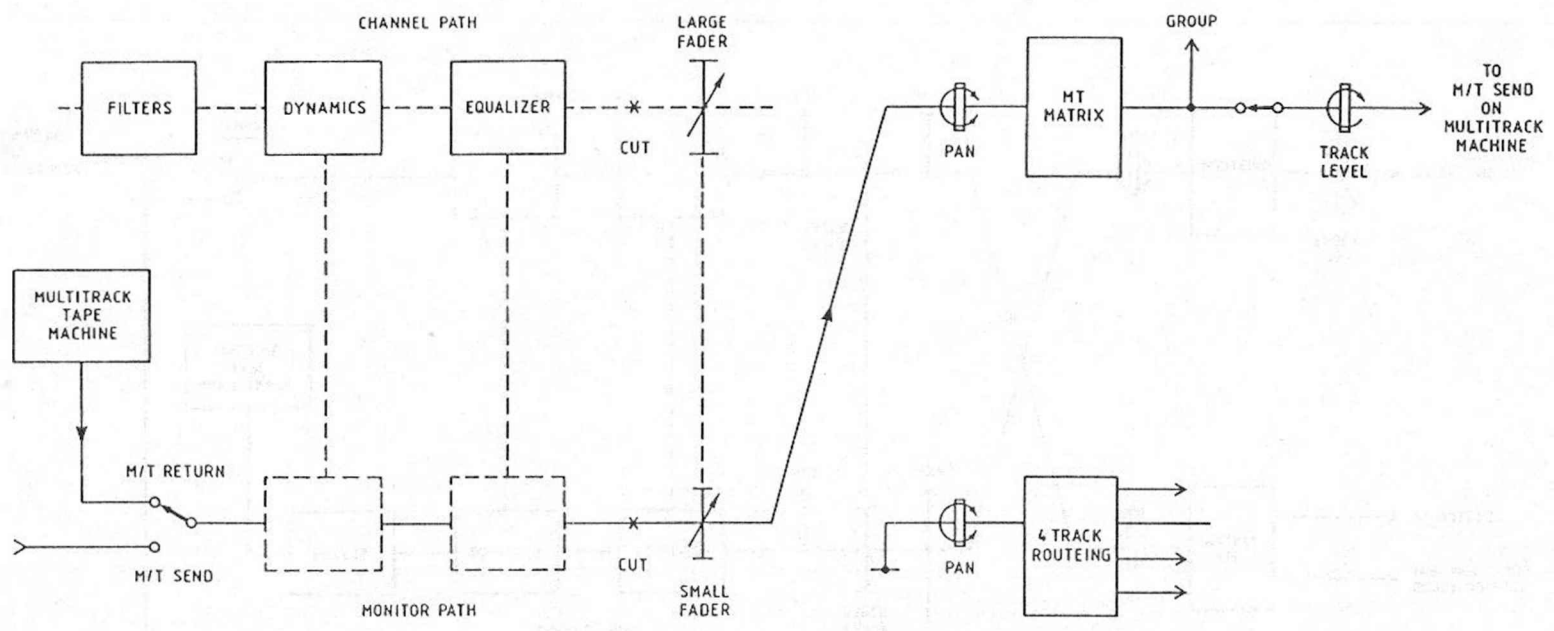 CHANNEL PATH
LARGE
FADER
GROUP
FILTERS
DYNAMICS
EQUALIZER
CUT
PAN
MT
MATRIX
TRACK
LEVEL
TO
M/T SEND
ON
MULTITRACK
MACHINE
MULTITRACK
TAPE
MACHINE
M/T RETURN
M/T SEND
MONITOR PATH
CUT
SMALL
FADER
PAN
4 TRACK
ROUTEING